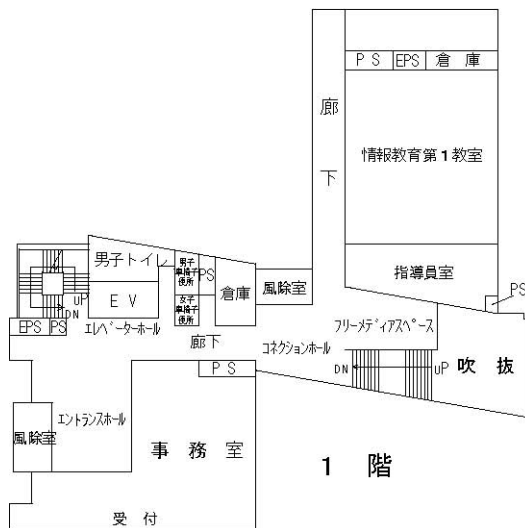 PS EPS 倉庫
廊下
情報教育第1教室
男子トイレ
男子
車椅子
便所
PS
指導員室
風除室
倉庫
PS
UP
EV
DN
女子
車椅子
便所
フリーメディアスペース
EPS PS
エレベーターホール
廊下
コネクションホール
吹抜
PS
DN
UP
エントランスホール
風除室
事務室
1階
受付